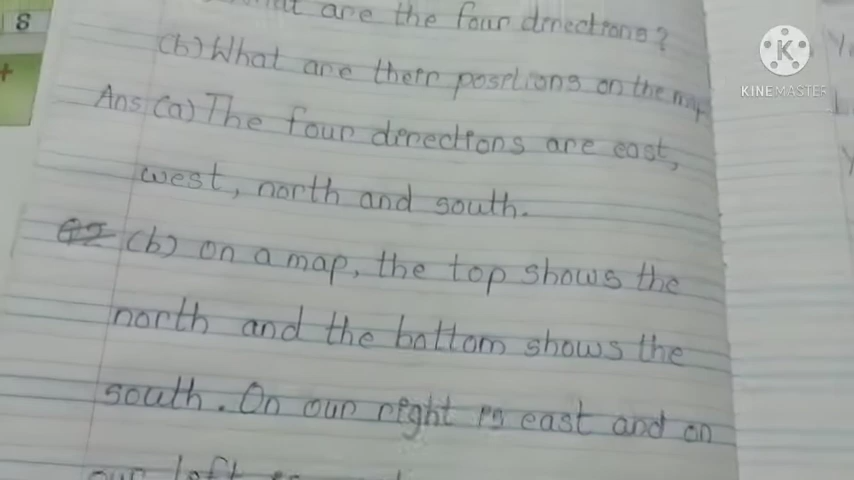 S
are the four directions?
(b) What are their positions on the map
Ans (a) The four directions are east,
west, north and south.
(b) on a map, the top shows the
north and the bottom shows the
south. On our right is east and on
our left
KINEMASTER